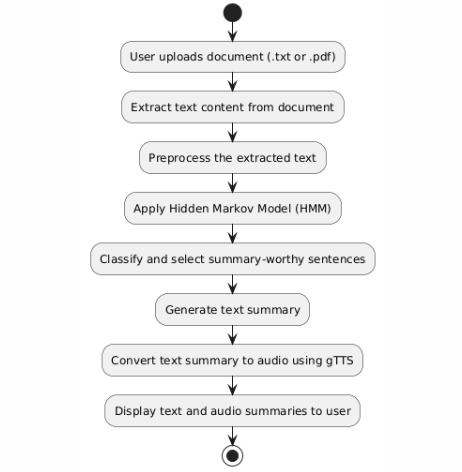 User uploads document (.txt or .pdf)
Extract text content from document
Preprocess the extracted text
Apply Hidden Markov Model (HMM)
Classify and select summary-worthy sentences
Generate text summary
Convert text summary to audio using gTTS
Display text and audio summaries to user